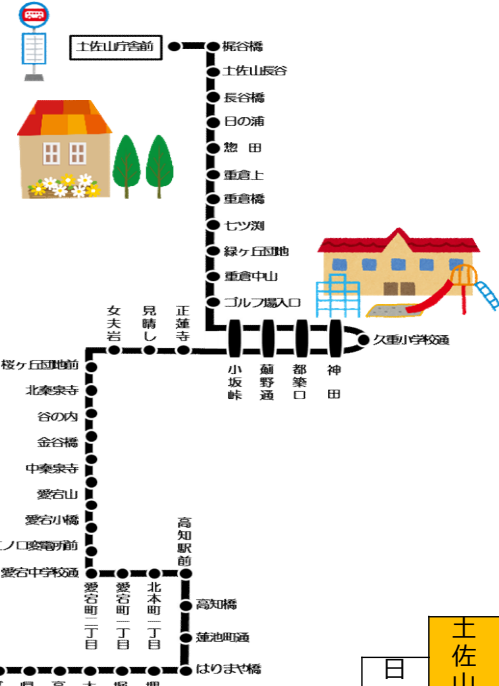 土佐山庁舎前
梶谷橋
土佐山長谷
長谷橋
日の浦
惣 田
重倉上
重倉橋
七ツ渕
緑ヶ丘団地
重倉中山
ゴルフ場入口
久重小学校通
神田
都築口
薊野通
小坂峠
正蓮寺
見晴し
女夫岩
桜ヶ丘団地前
北秦泉寺
谷の内
金谷橋
中秦泉寺
愛宕山
愛宕小橋
ノ口変電所前
愛宕中学校通
愛宕町二丁目
愛宕町一丁目
北本町一丁目
高知駅前
高知橋
蓮池町通
はりまや橋
日
土佐山